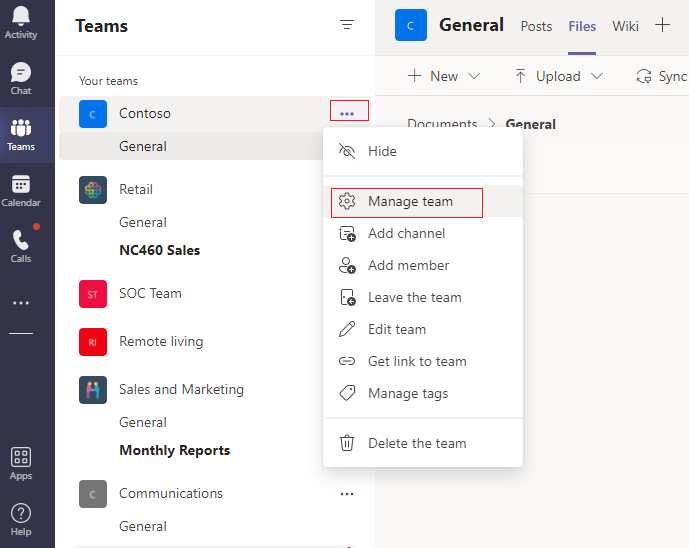 Activity
Chat
Teams
Calendar
Calls
Apps
Help
Teams
Your teams
C Contoso
General
Retail
General
NC460 Sales
ST SOC Team
RI Remote living
Sales and Marketing
General
Monthly Reports
C Communications
General
Hide
Manage team
Add channel
Add member
Leave the team
Edit team
Get link to team
Manage tags
Delete the team
C General Posts Files Wiki
New Upload Sync
Documents > General